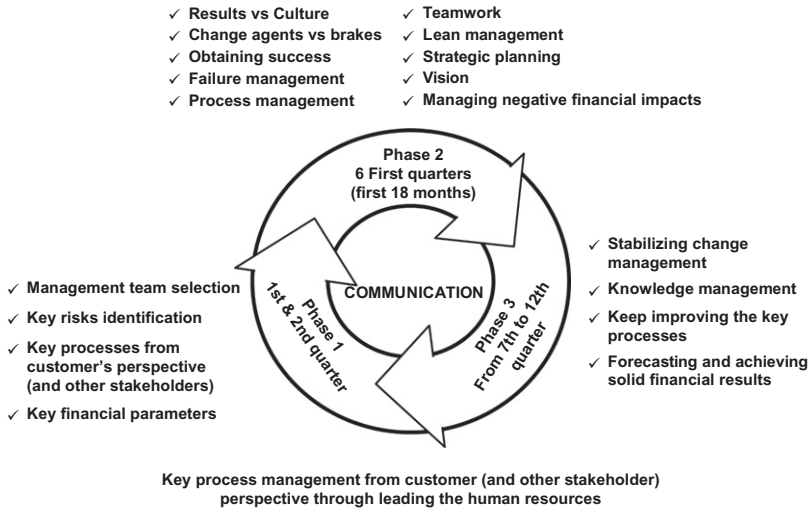 ✓ Results vs Culture
✓ Change agents vs brakes
✓ Obtaining success
✓ Failure management
✓ Process management
✓ Teamwork
✓ Lean management
✓ Strategic planning
✓ Vision
✓ Managing negative financial impacts
Phase 2
6 First quarters
(first 18 months)
✓ Management team selection
✓ Key risks identification
✓ Key processes from
customer's perspective
(and other stakeholders)
✓ Key financial parameters
Phase 1
1st & 2nd quarter
COMMUNICATION
Phase 3
From 7th to 12th
quarter
✓ Stabilizing change
management
✓ Knowledge management
✓ Keep improving the key
processes
✓ Forecasting and achieving
solid financial results
Key process management from customer (and other stakeholder)
perspective through leading the human resources